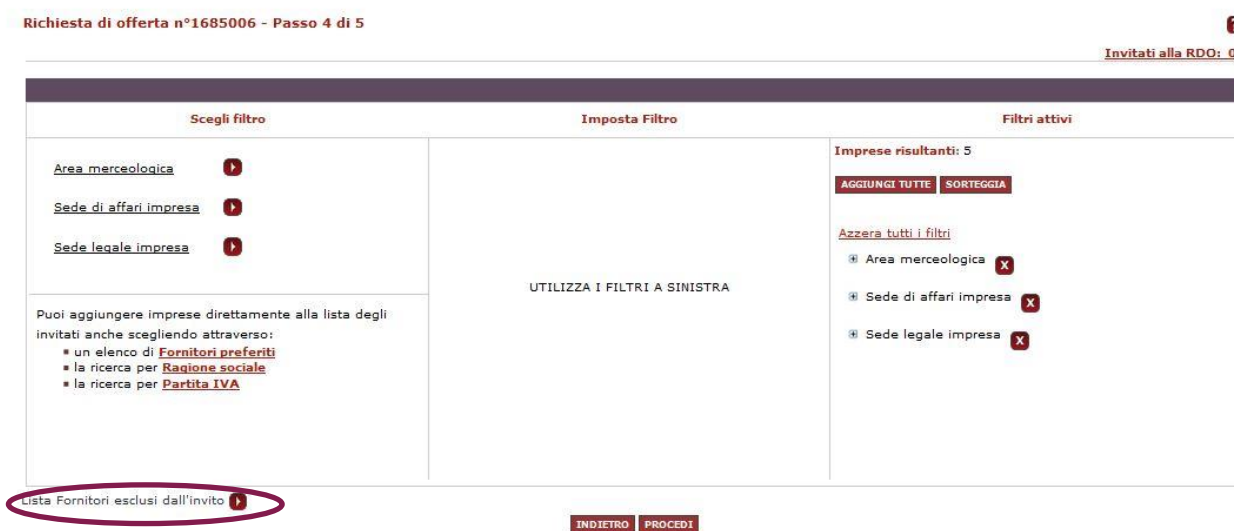 Richiesta di offerta n°1685006 - Passo 4 di 5
Invitati alla RDO: 0
Scegli filtro
Imposta Filtro
Filtri attivi
Area merceologica
Sede di affari impresa
Sede legale impresa
Puoi aggiungere imprese direttamente alla lista degli
invitati anche scegliendo attraverso:
un elenco di Fornitori preferiti
la ricerca per Ragione sociale
la ricerca per Partita IVA
UTILIZZA I FILTRI A SINISTRA
Imprese risultanti: 5
AGGIUNGI TUTTE SORTEGGIA
Azzera tutti i filtri
Area merceologica X
Sede di affari impresa X
Sede legale impresa X
Lista Fornitori esclusi dall'invito
INDIETRO PROCEDI